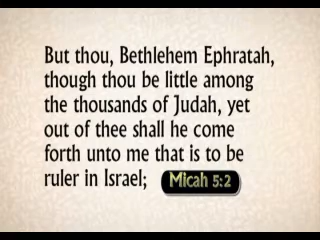 But thou, Bethlehem Ephratah,
though thou be little among
the thousands of Judah, yet
out of thee shall he come
forth unto me that is to be
ruler in Israel; Micah 5:2